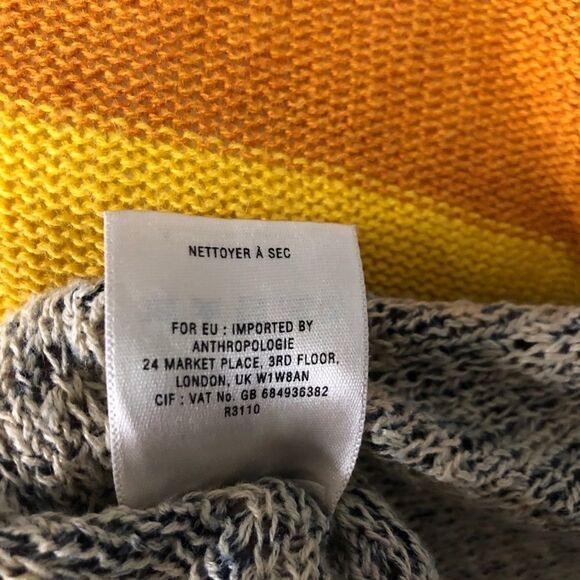 NETTOYER À SEC
FOR EU : IMPORTED BY
ANTHROPOLOGIE
24 MARKET PLACE, 3RD FLOOR,
LONDON, UK W1W8AN
CIF : VAT No. GB 684936382
R3110